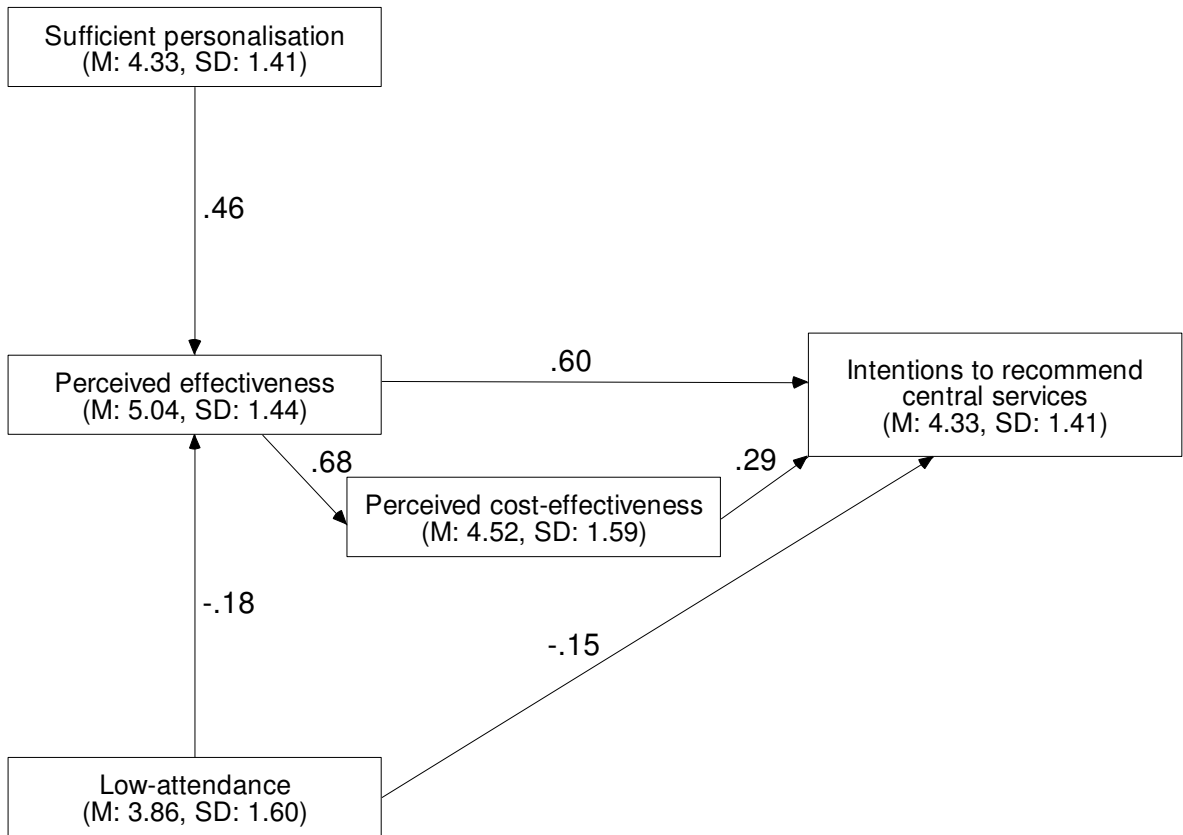 Sufficient personalisation
(M: 4.33, SD: 1.41)
.46
Perceived effectiveness
(M: 5.04, SD: 1.44)
.60
Intentions to recommend
central services
(M: 4.33, SD: 1.41)
.68
.29
Perceived cost-effectiveness
(M: 4.52, SD: 1.59)
-.18
-.15
Low-attendance
(M: 3.86, SD: 1.60)